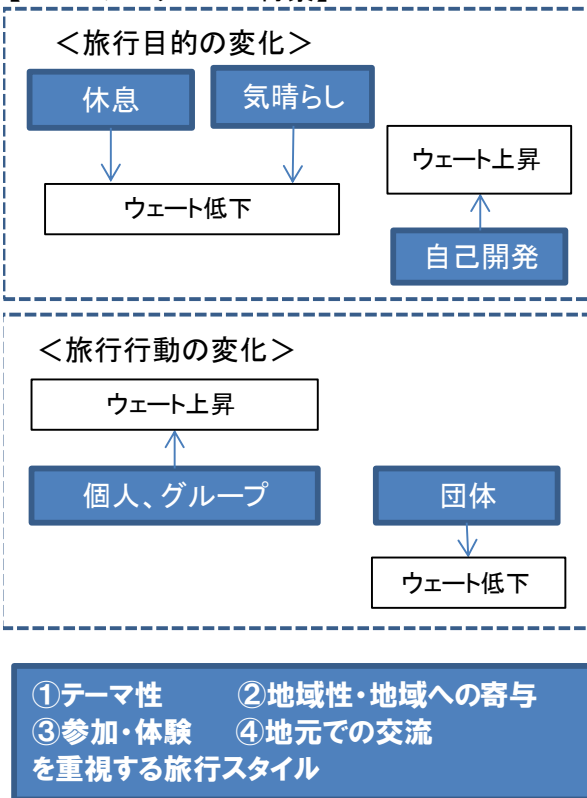 ＜旅行目的の変化＞
休息
気晴らし
ウェート上昇
ウェート低下
自己開発
＜旅行行動の変化＞
ウェート上昇
個人、グループ
団体
ウェート低下
①テーマ性 ②地域性・地域への寄与
③参加・体験 ④地元での交流
を重視する旅行スタイル